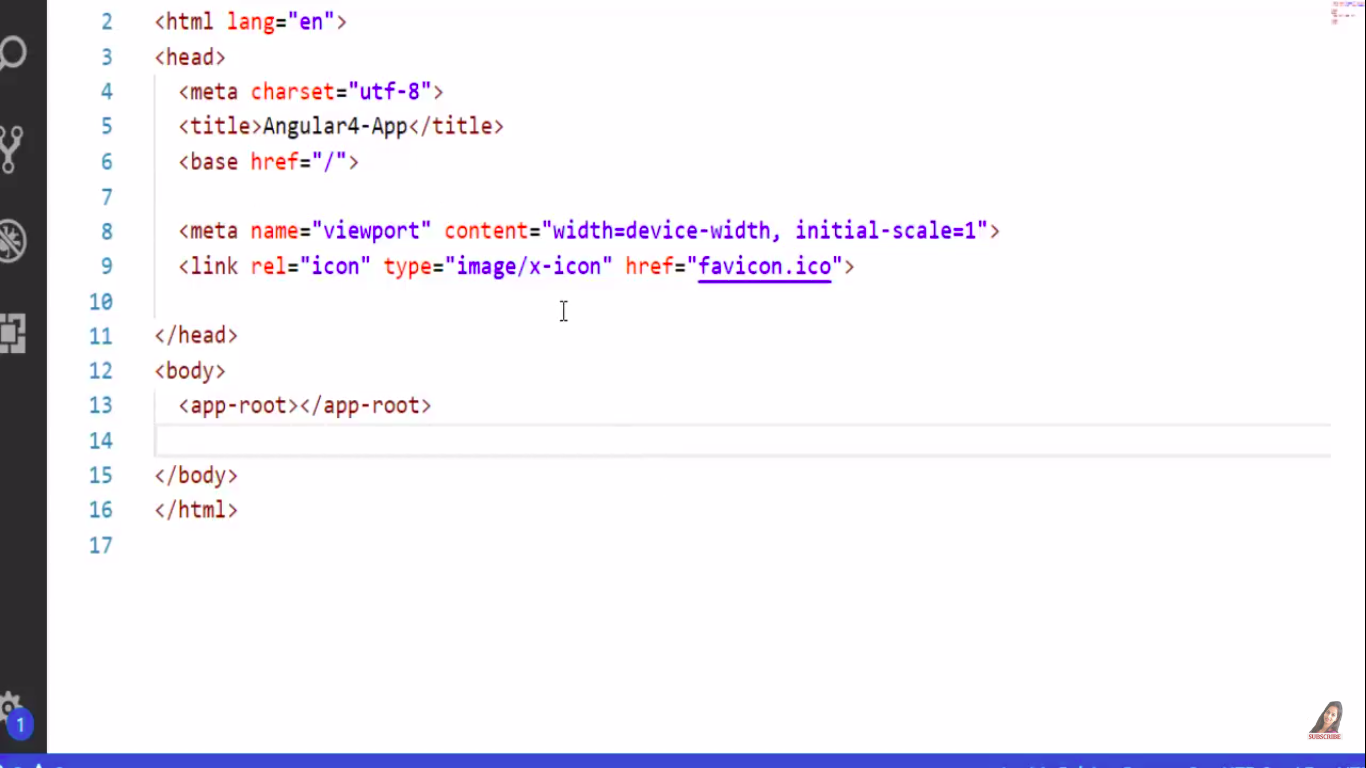 2 <html lang="en">
3 <head>
4 <meta charset="utf-8">
5 <title>Angular4-App</title>
6 <base href="/">
7
8 <meta name="viewport" content="width=device-width, initial-scale=1">
9 <link rel="icon" type="image/x-icon" href="favicon.ico">
10
11 </head>
12 <body>
13 <app-root></app-root>
14
15 </body>
16 </html>
17
1
SUBSCRIBE